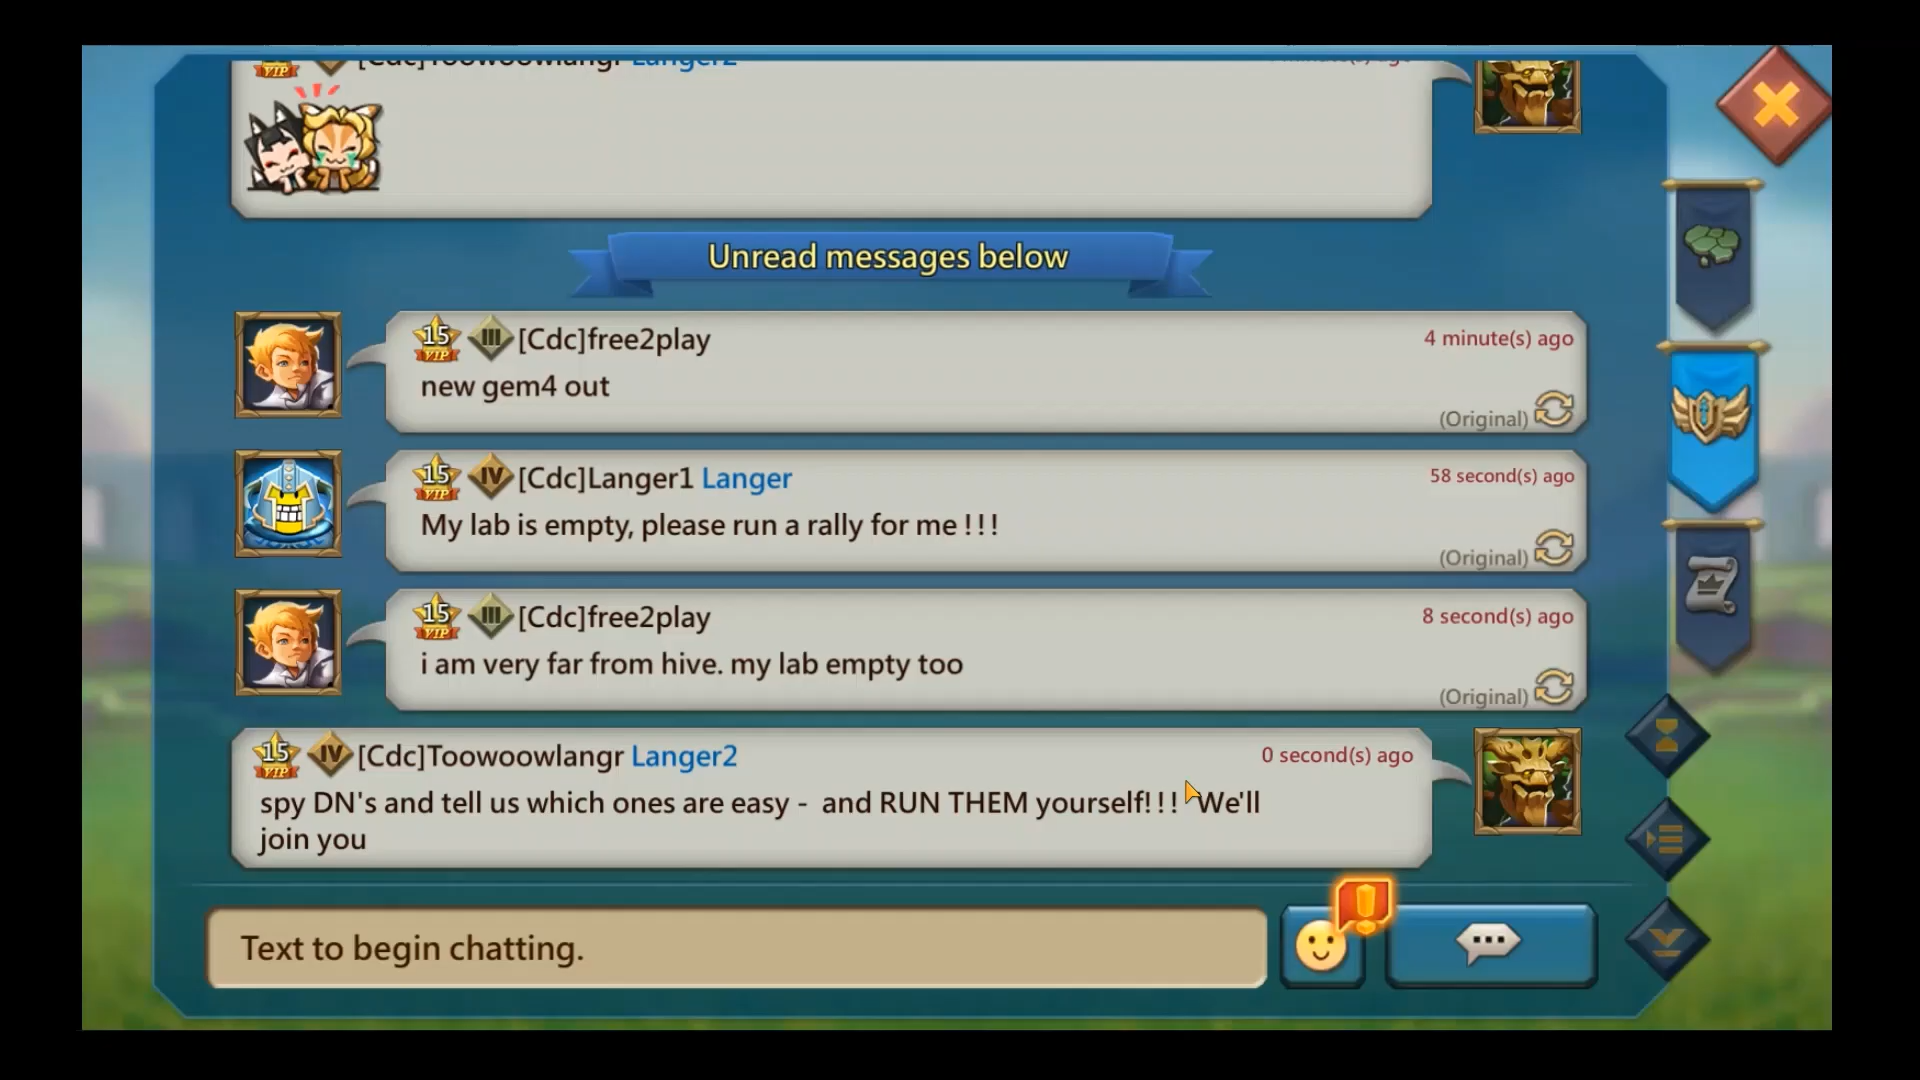 VIP [Cdc]Toowoowlangr Langer2
Unread messages below
15 VIP III [Cdc]free2play 4 minute(s) ago
new gem4 out
(Original)
15 VIP IV [Cdc]Langer1 Langer 58 second(s) ago
My lab is empty, please run a rally for me !!!
(Original)
15 VIP III [Cdc]free2play 8 second(s) ago
i am very far from hive. my lab empty too
(Original)
15 VIP IV [Cdc]Toowoowlangr Langer2 0 second(s) ago
spy DN's and tell us which ones are easy - and RUN THEM yourself!!! We'll
join you
Text to begin chatting.